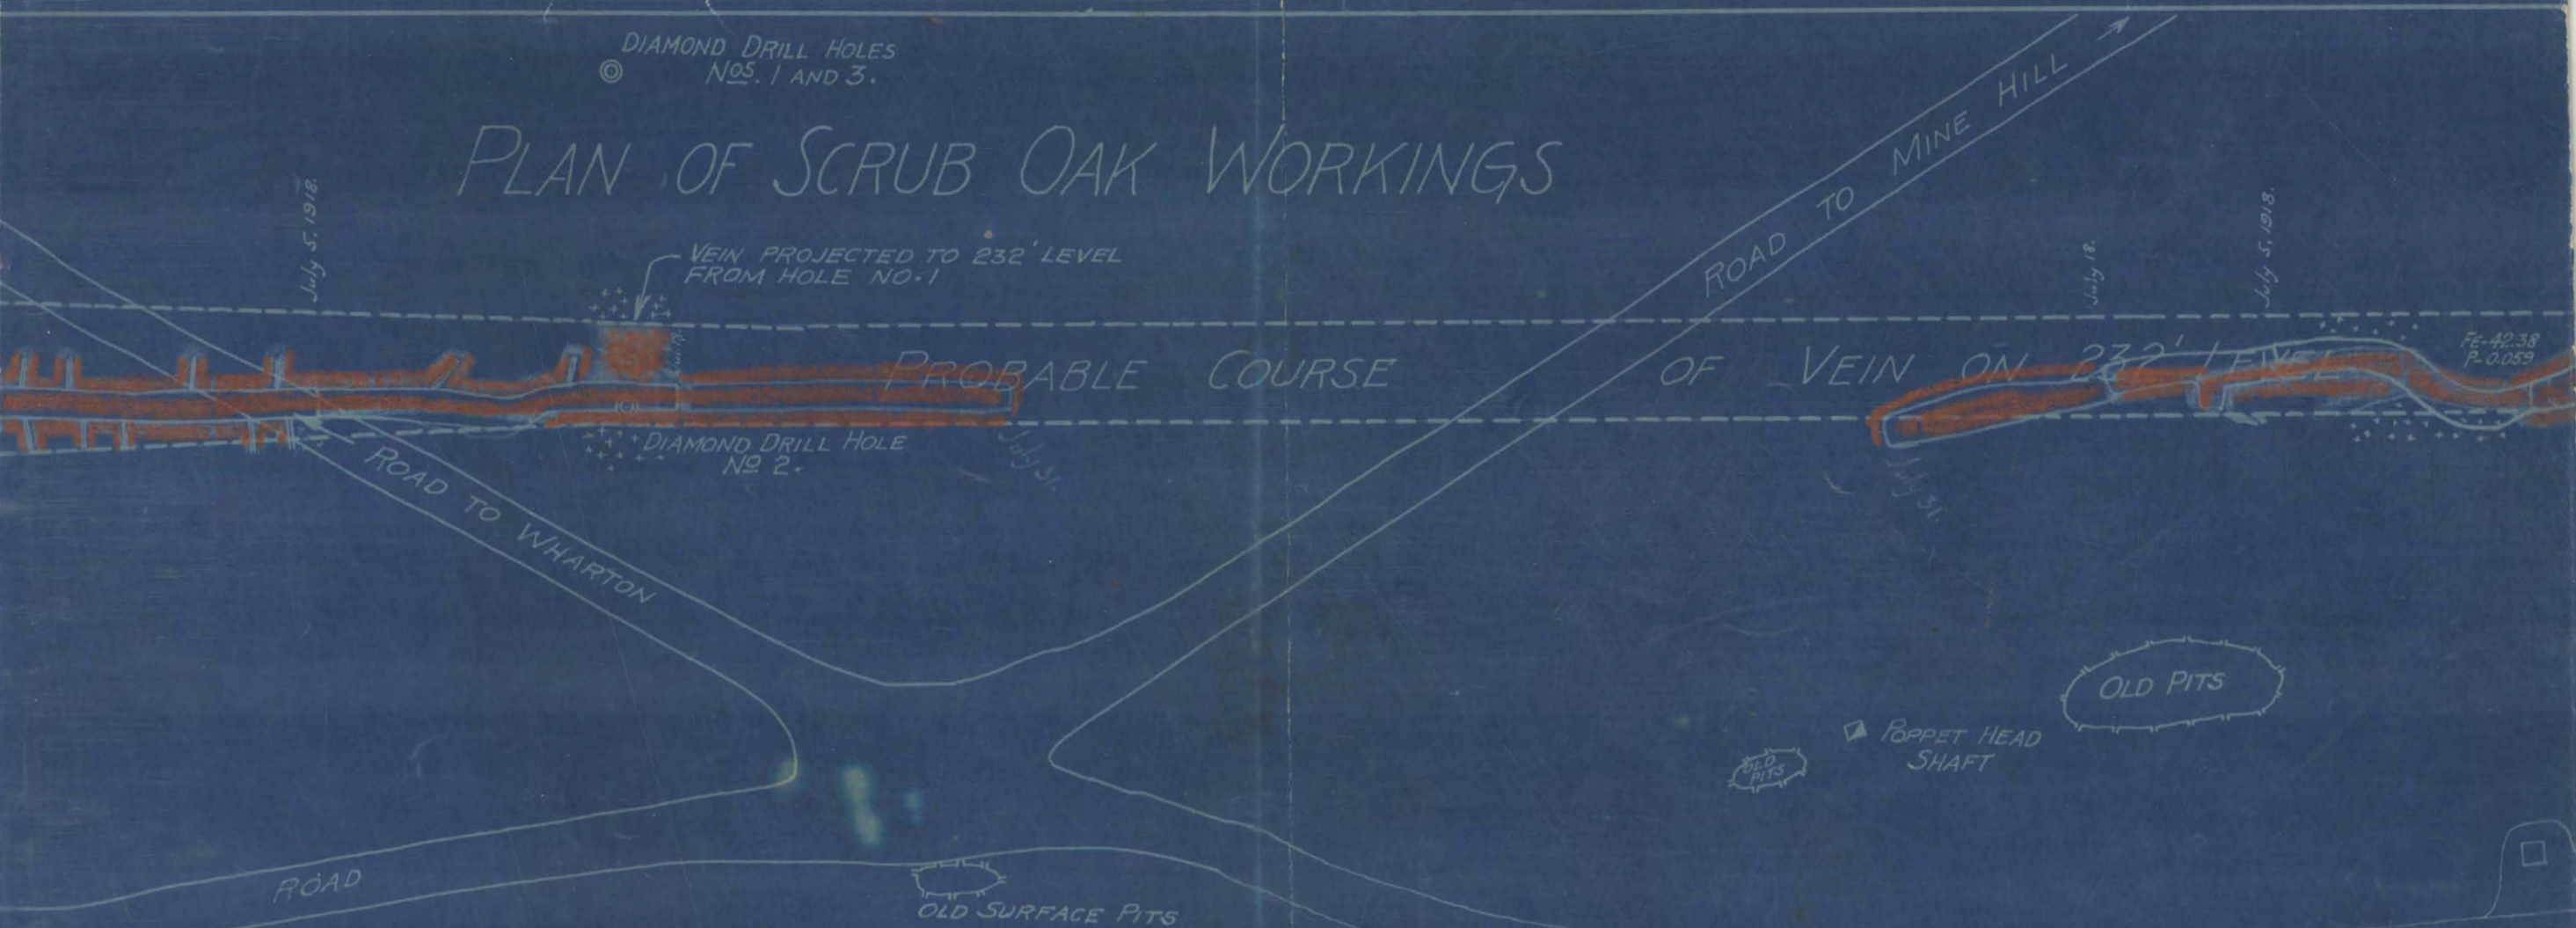 DIAMOND DRILL HOLES
NOS. 1 AND 3.
PLAN OF SCRUB OAK WORKINGS
July 5, 1918.
VEIN PROJECTED TO 232' LEVEL
FROM HOLE NO. 1
ROAD TO MINE HILL
July 18.
July 5, 1918.
FE-42.38
P-0.059
PROBABLE COURSE OF VEIN ON 232' LEVEL
DIAMOND DRILL HOLE
NO 2.
July 31.
July 31.
ROAD TO WHARTON
OLD PITS
POPPET HEAD
SHAFT
OLD
PITS
ROAD
OLD SURFACE PITS